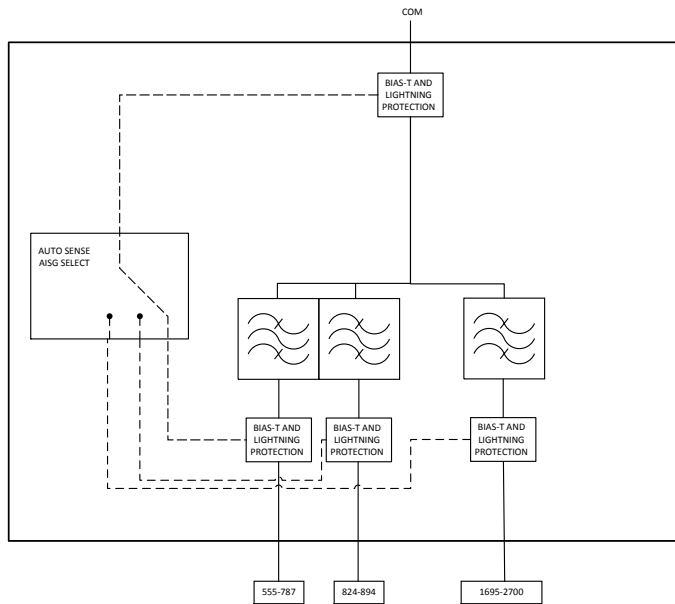 COM
BIAS-T AND
LIGHTNING
PROTECTION
AUTO SENSE
AISG SELECT
BIAS-T AND
LIGHTNING
PROTECTION
BIAS-T AND
LIGHTNING
PROTECTION
BIAS-T AND
LIGHTNING
PROTECTION
555-787
824-894
1695-2700